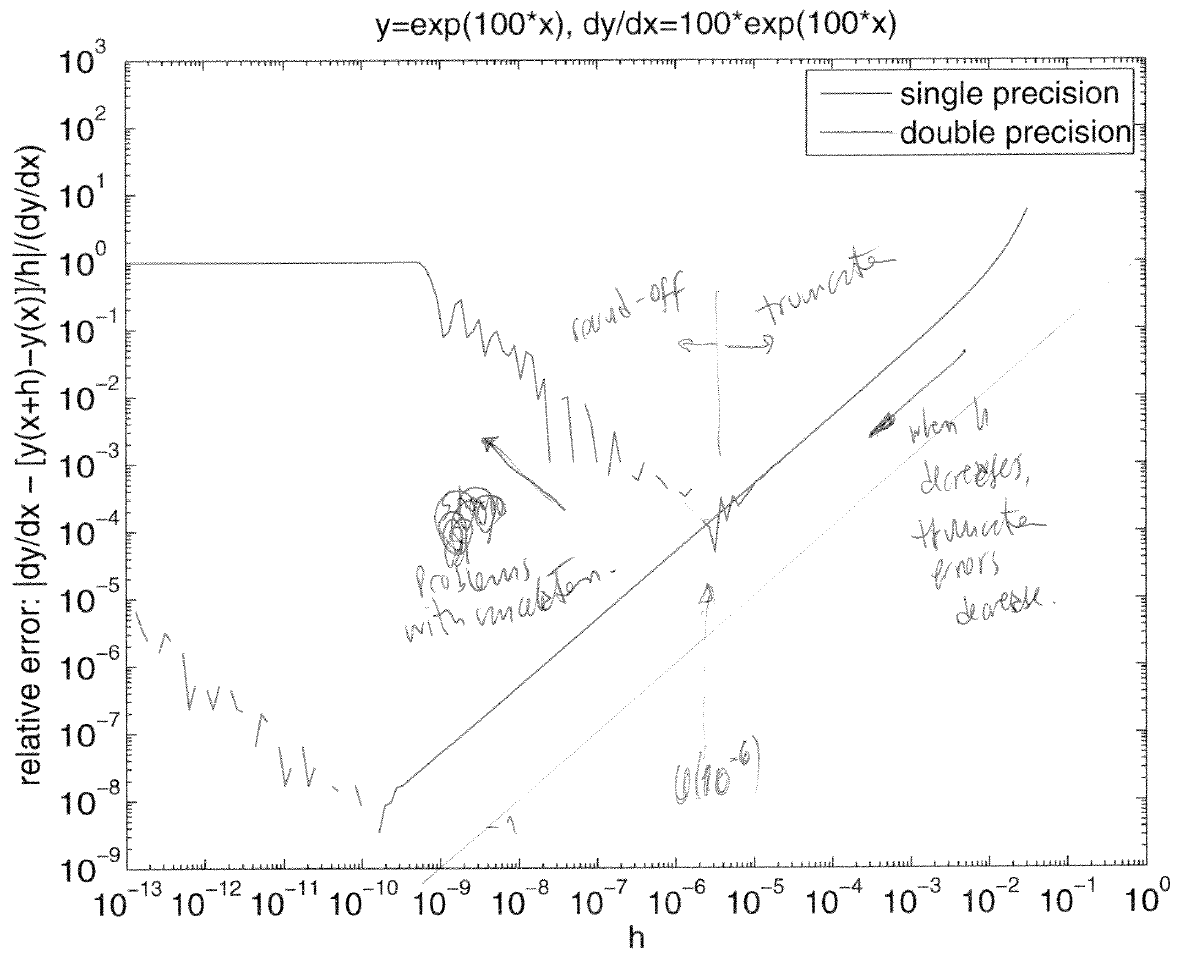 y=exp(100*x), dy/dx=100*exp(100*x)
single precision
double precision
relative error: |dy/dx − [y(x+h)−y(x)]/h|/(dy/dx)
10^3
10^2
10^1
10^0
10^−1
10^−2
10^−3
10^−4
10^−5
10^−6
10^−7
10^−8
10^−9
round-off
truncate
when h
decreases,
truncate
errors
decrease.
Problems
with
O(10^-6)
10^−13 10^−12 10^−11 10^−10 10^−9 10^−8 10^−7 10^−6 10^−5 10^−4 10^−3 10^−2 10^−1 10^0
h